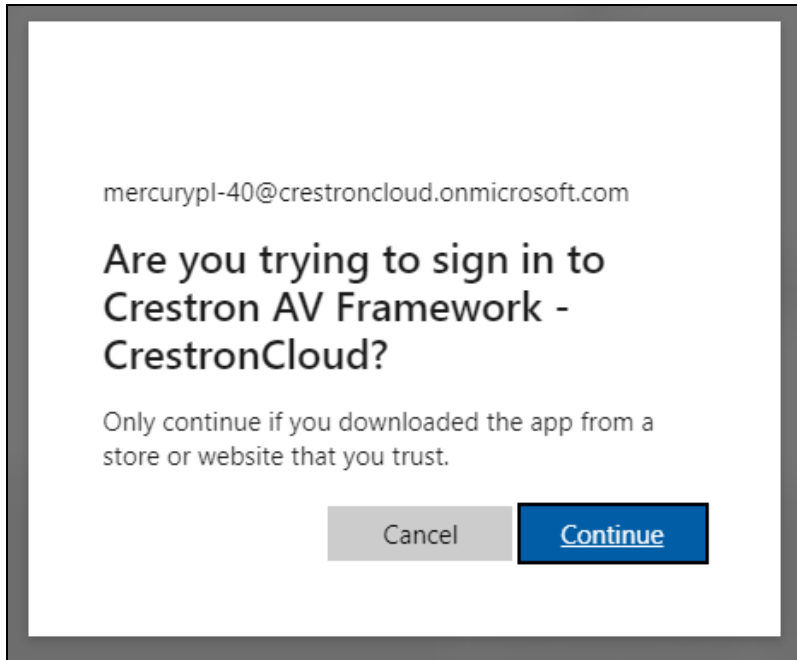 mercurypl-40@crestroncloud.onmicrosoft.com
Are you trying to sign in to
Crestron AV Framework -
CrestronCloud?
Only continue if you downloaded the app from a
store or website that you trust.
Cancel
Continue